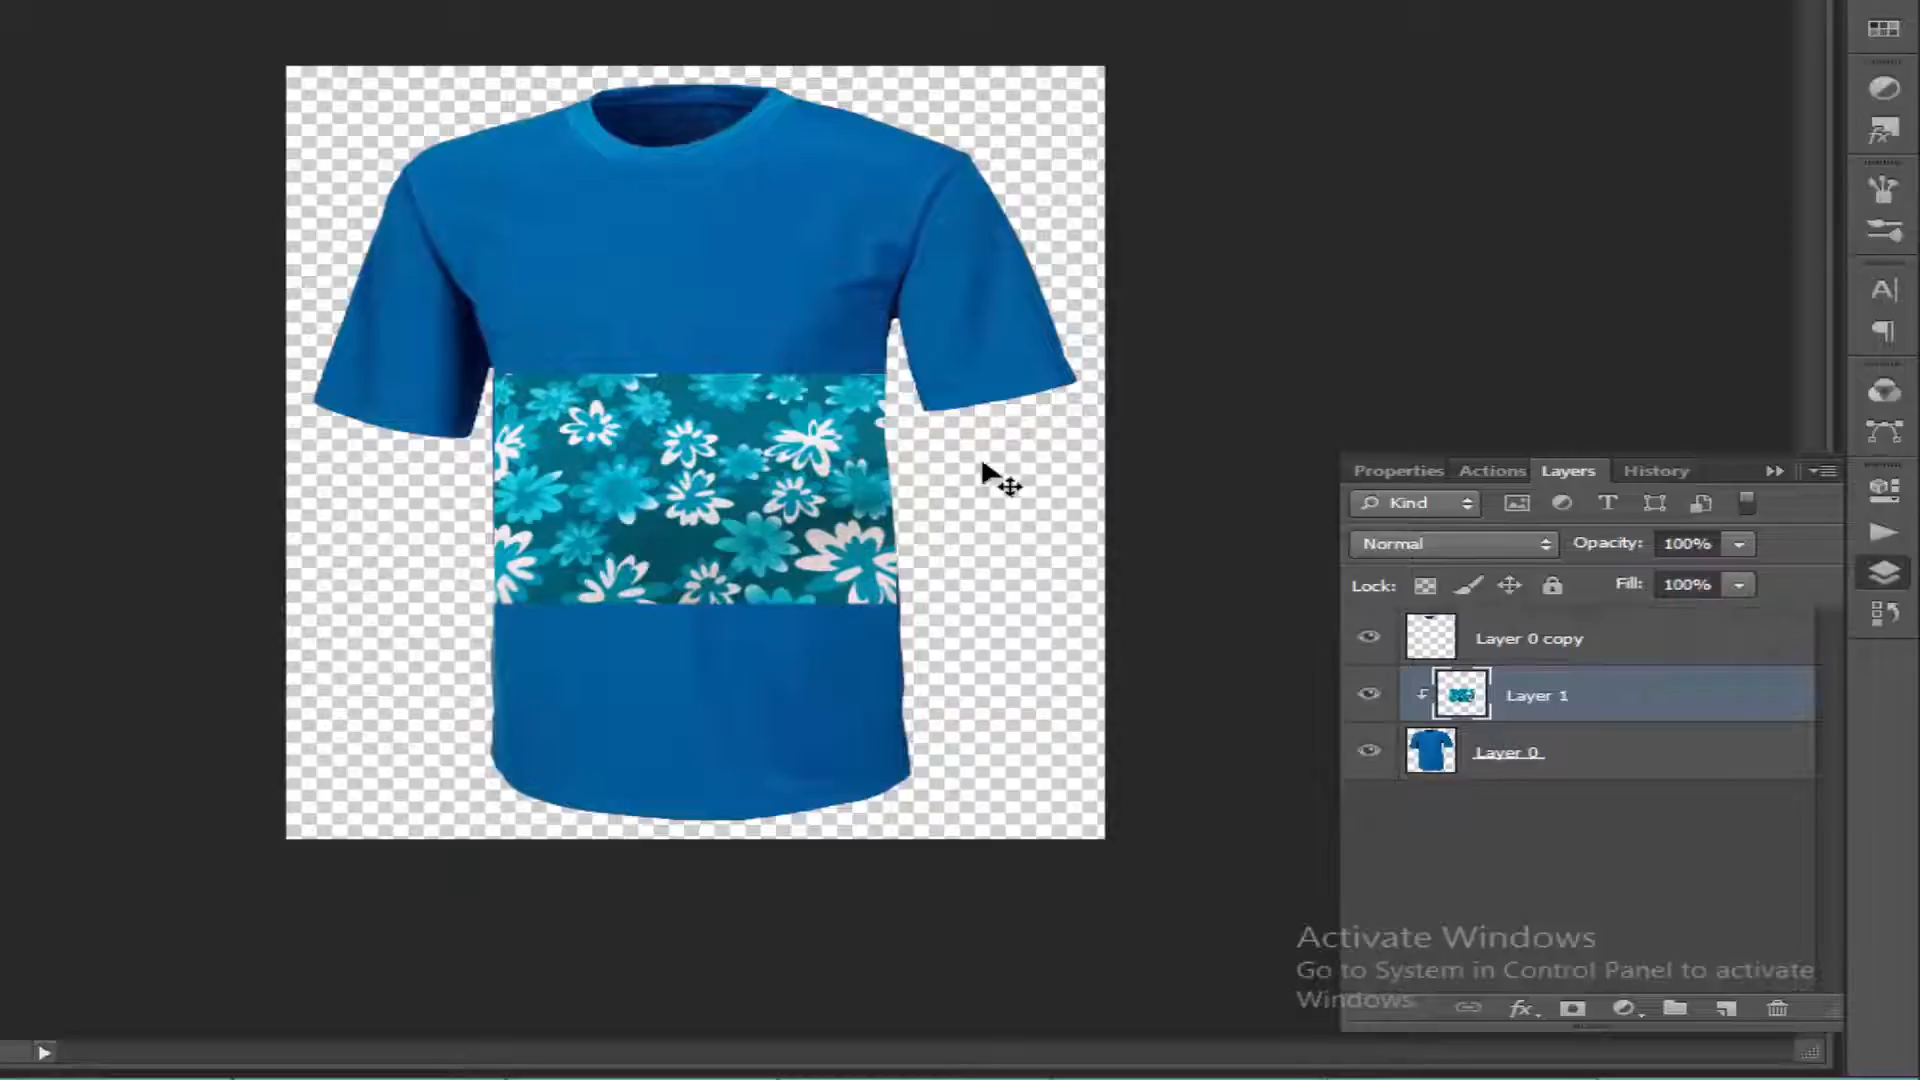 Properties Actions Layers History
Kind
Normal Opacity: 100%
Lock: Fill: 100%
Layer 0 copy
Layer 1
Layer 0
Activate Windows
Go to System in Control Panel to activate
Windows.
fx